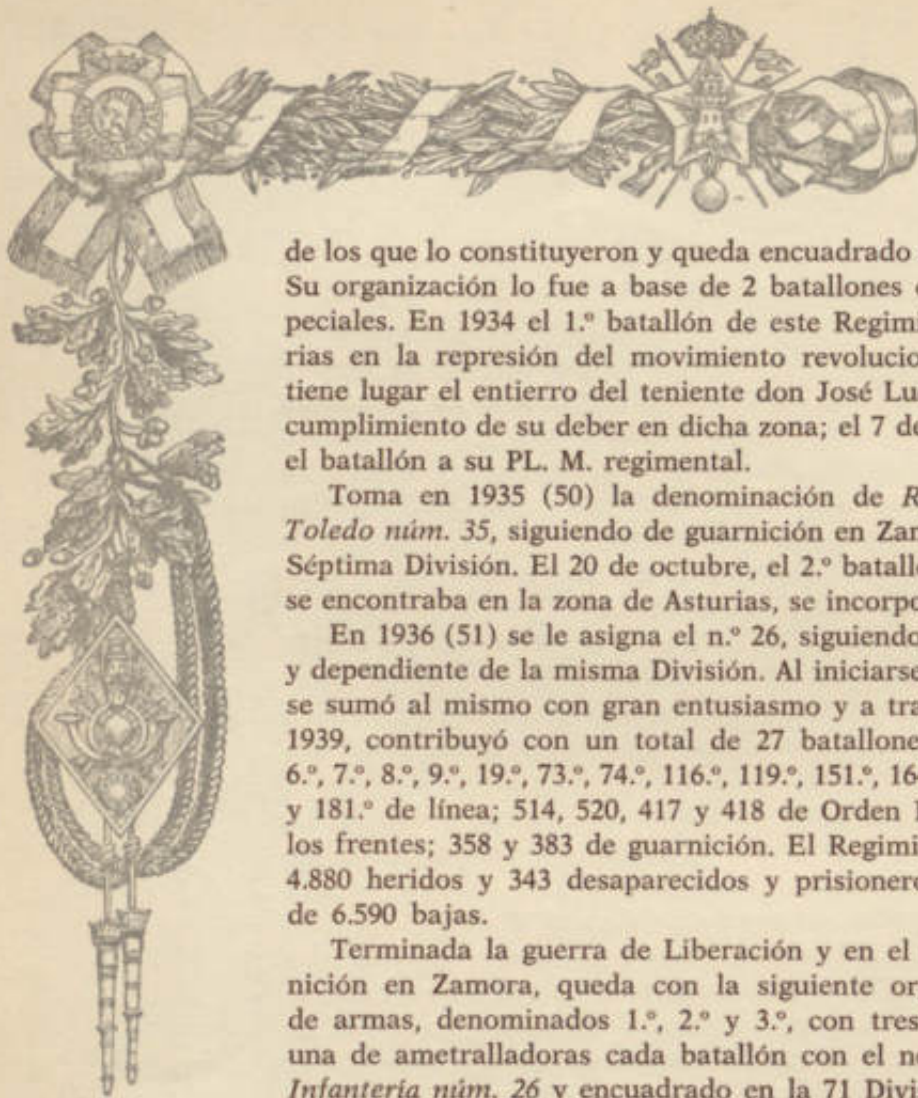 de los que lo constituyeron y queda encuadrado
Su organización lo fue a base de 2 batallones
peciales. En 1934 el 1.º batallón de este Regimi
rias en la represión del movimiento revolucio
tiene lugar el entierro del teniente don José Lu
cumplimiento de su deber en dicha zona; el 7 de
el batallón a su PL. M. regimental.
Toma en 1935 (50) la denominación de R
Toledo núm. 35, siguiendo de guarnición en Zam
Séptima División. El 20 de octubre, el 2.º batall
se encontraba en la zona de Asturias, se incorpo
En 1936 (51) se le asigna el n.º 26, siguiendo
y dependiente de la misma División. Al iniciarse
se sumó al mismo con gran entusiasmo y a tra
1939, contribuyó con un total de 27 batallone
6.º, 7.º, 8.º, 9.º, 19.º, 73.º, 74.º, 116.º, 119.º, 151.º, 16
y 181.º de línea; 514, 520, 417 y 418 de Orden
los frentes; 358 y 383 de guarnición. El Regimi
4.880 heridos y 343 desaparecidos y prisionero
de 6.590 bajas.
Terminada la guerra de Liberación y en el
nición en Zamora, queda con la siguiente or
de armas, denominados 1.º, 2.º y 3.º, con tres
una de ametralladoras cada batallón con el n
Infantería núm. 26 y encuadrado en la 71 Divi